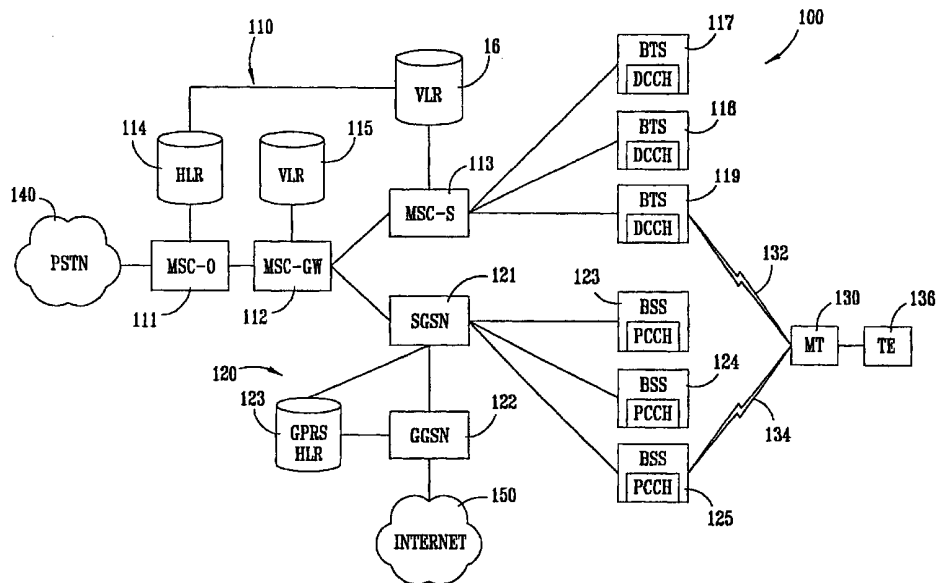 110
16
117
100
VLR
BTS
DCCH
114
115
118
HLR
VLR
BTS
DCCH
113
140
119
MSC-S
BTS
DCCH
PSTN
MSC-O
MSC-GW
132
111
112
121
123
130
136
SGSN
BSS
PCCH
MT
TE
120
124
123
122
BSS
PCCH
134
GPRS
HLR
GGSN
BSS
PCCH
150
125
INTERNET